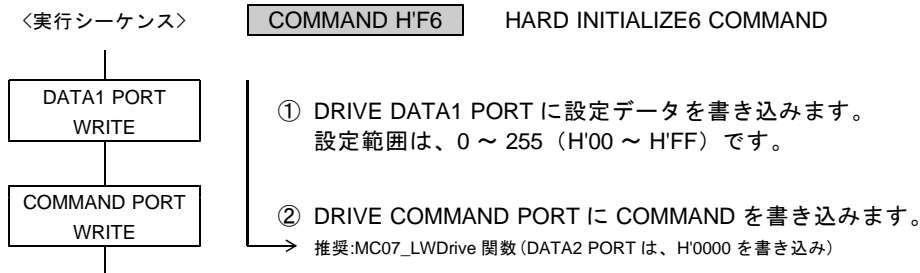 〈実行シーケンス〉 COMMAND H'F6 HARD INITIALIZE6 COMMAND
DATA1 PORT
WRITE
① DRIVE DATA1 PORT に設定データを書き込みます。
設定範囲は、0 ～ 255（H'00 ～ H'FF）です。
COMMAND PORT
WRITE
② DRIVE COMMAND PORT に COMMAND を書き込みます。
推奨:MC07_LWDrive 関数(DATA2 PORT は、H'0000 を書き込み)